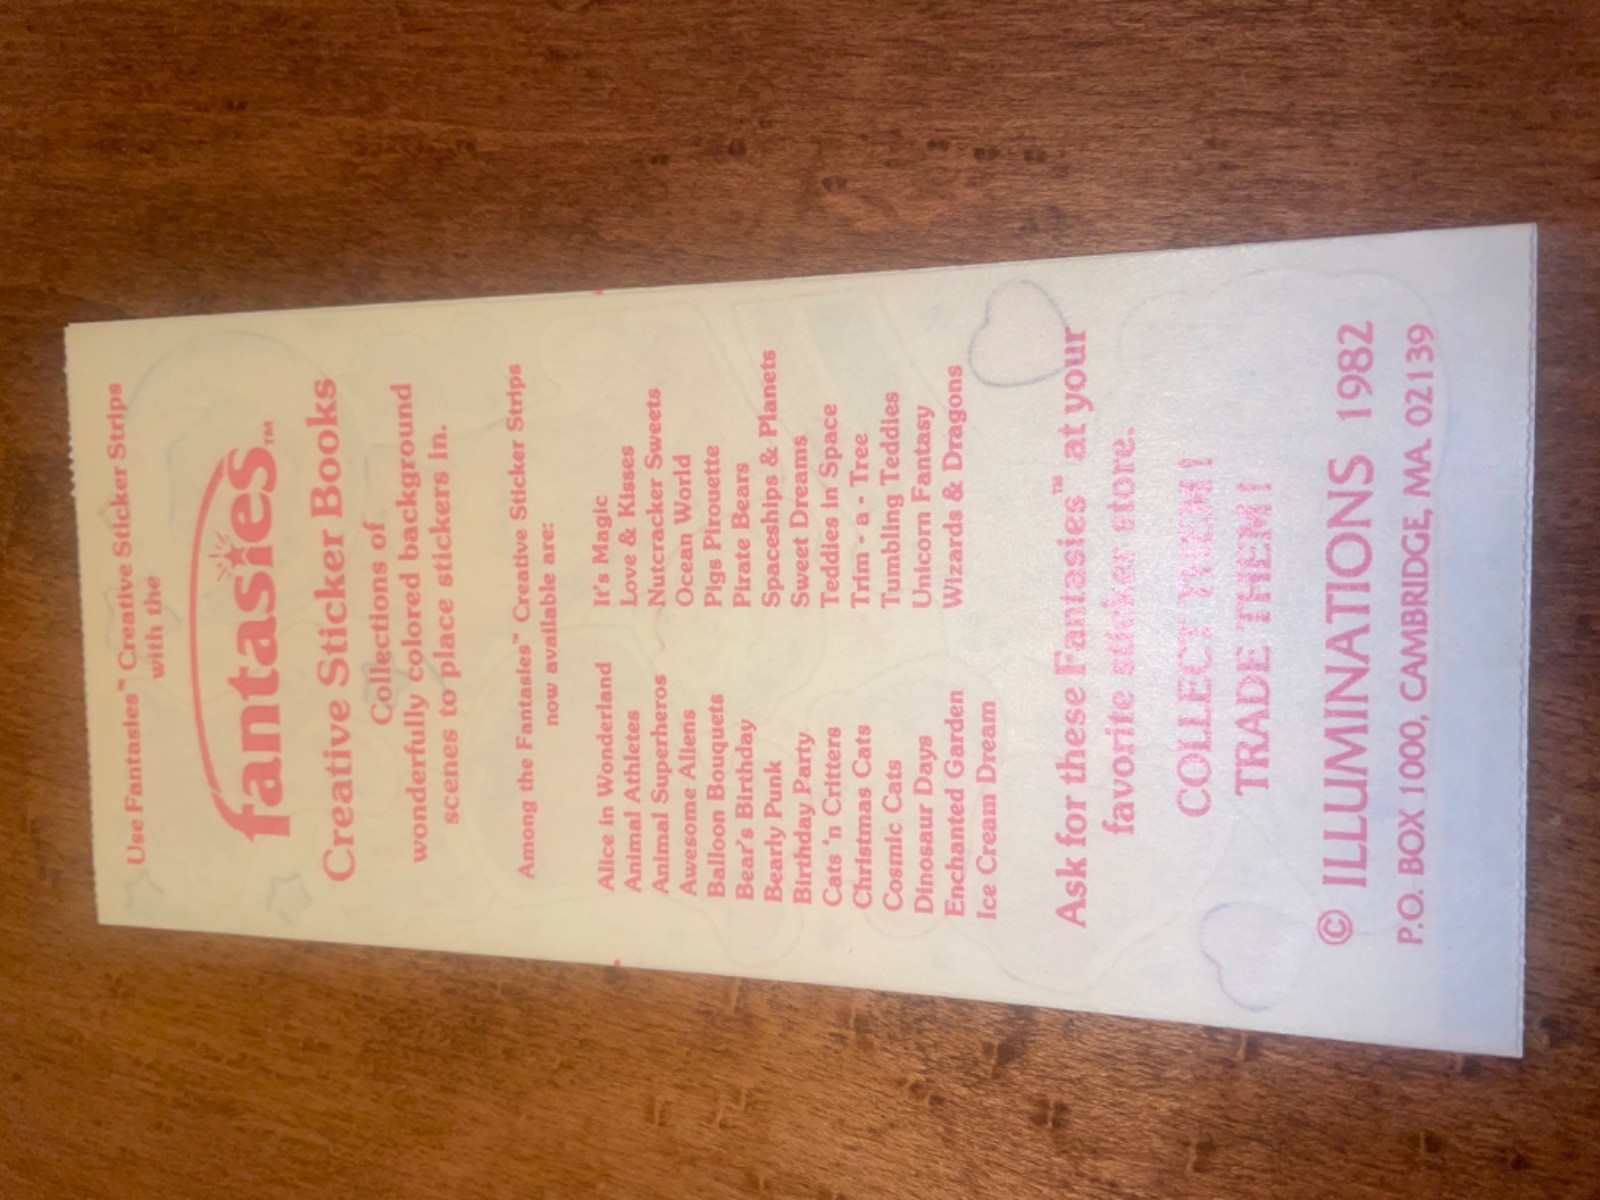 Use Fantasies™ Creative Sticker Strips
with the
fantasies™
Creative Sticker Books
Collections of
wonderfully colored background
scenes to place stickers in.
Among the Fantasies™ Creative Sticker Strips
now available are:
Alice in Wonderland
Animal Athletes
Animal Superheros
Awesome Aliens
Balloon Bouquets
Bear's Birthday
Bearly Punk
Birthday Party
Cats 'n Critters
Christmas Cats
Cosmic Cats
Dinosaur Days
Enchanted Garden
Ice Cream Dream
It's Magic
Love & Kisses
Nutcracker Sweets
Ocean World
Pigs Pirouette
Pirate Bears
Spaceships & Planets
Sweet Dreams
Teddies in Space
Trim - a - Tree
Tumbling Teddies
Unicorn Fantasy
Wizards & Dragons
Ask for these Fantasies™ at your
favorite sticker store.
COLLECT THEM!
TRADE THEM!
© ILLUMINATIONS 1982
P.O. BOX 1000, CAMBRIDGE, MA. 02139